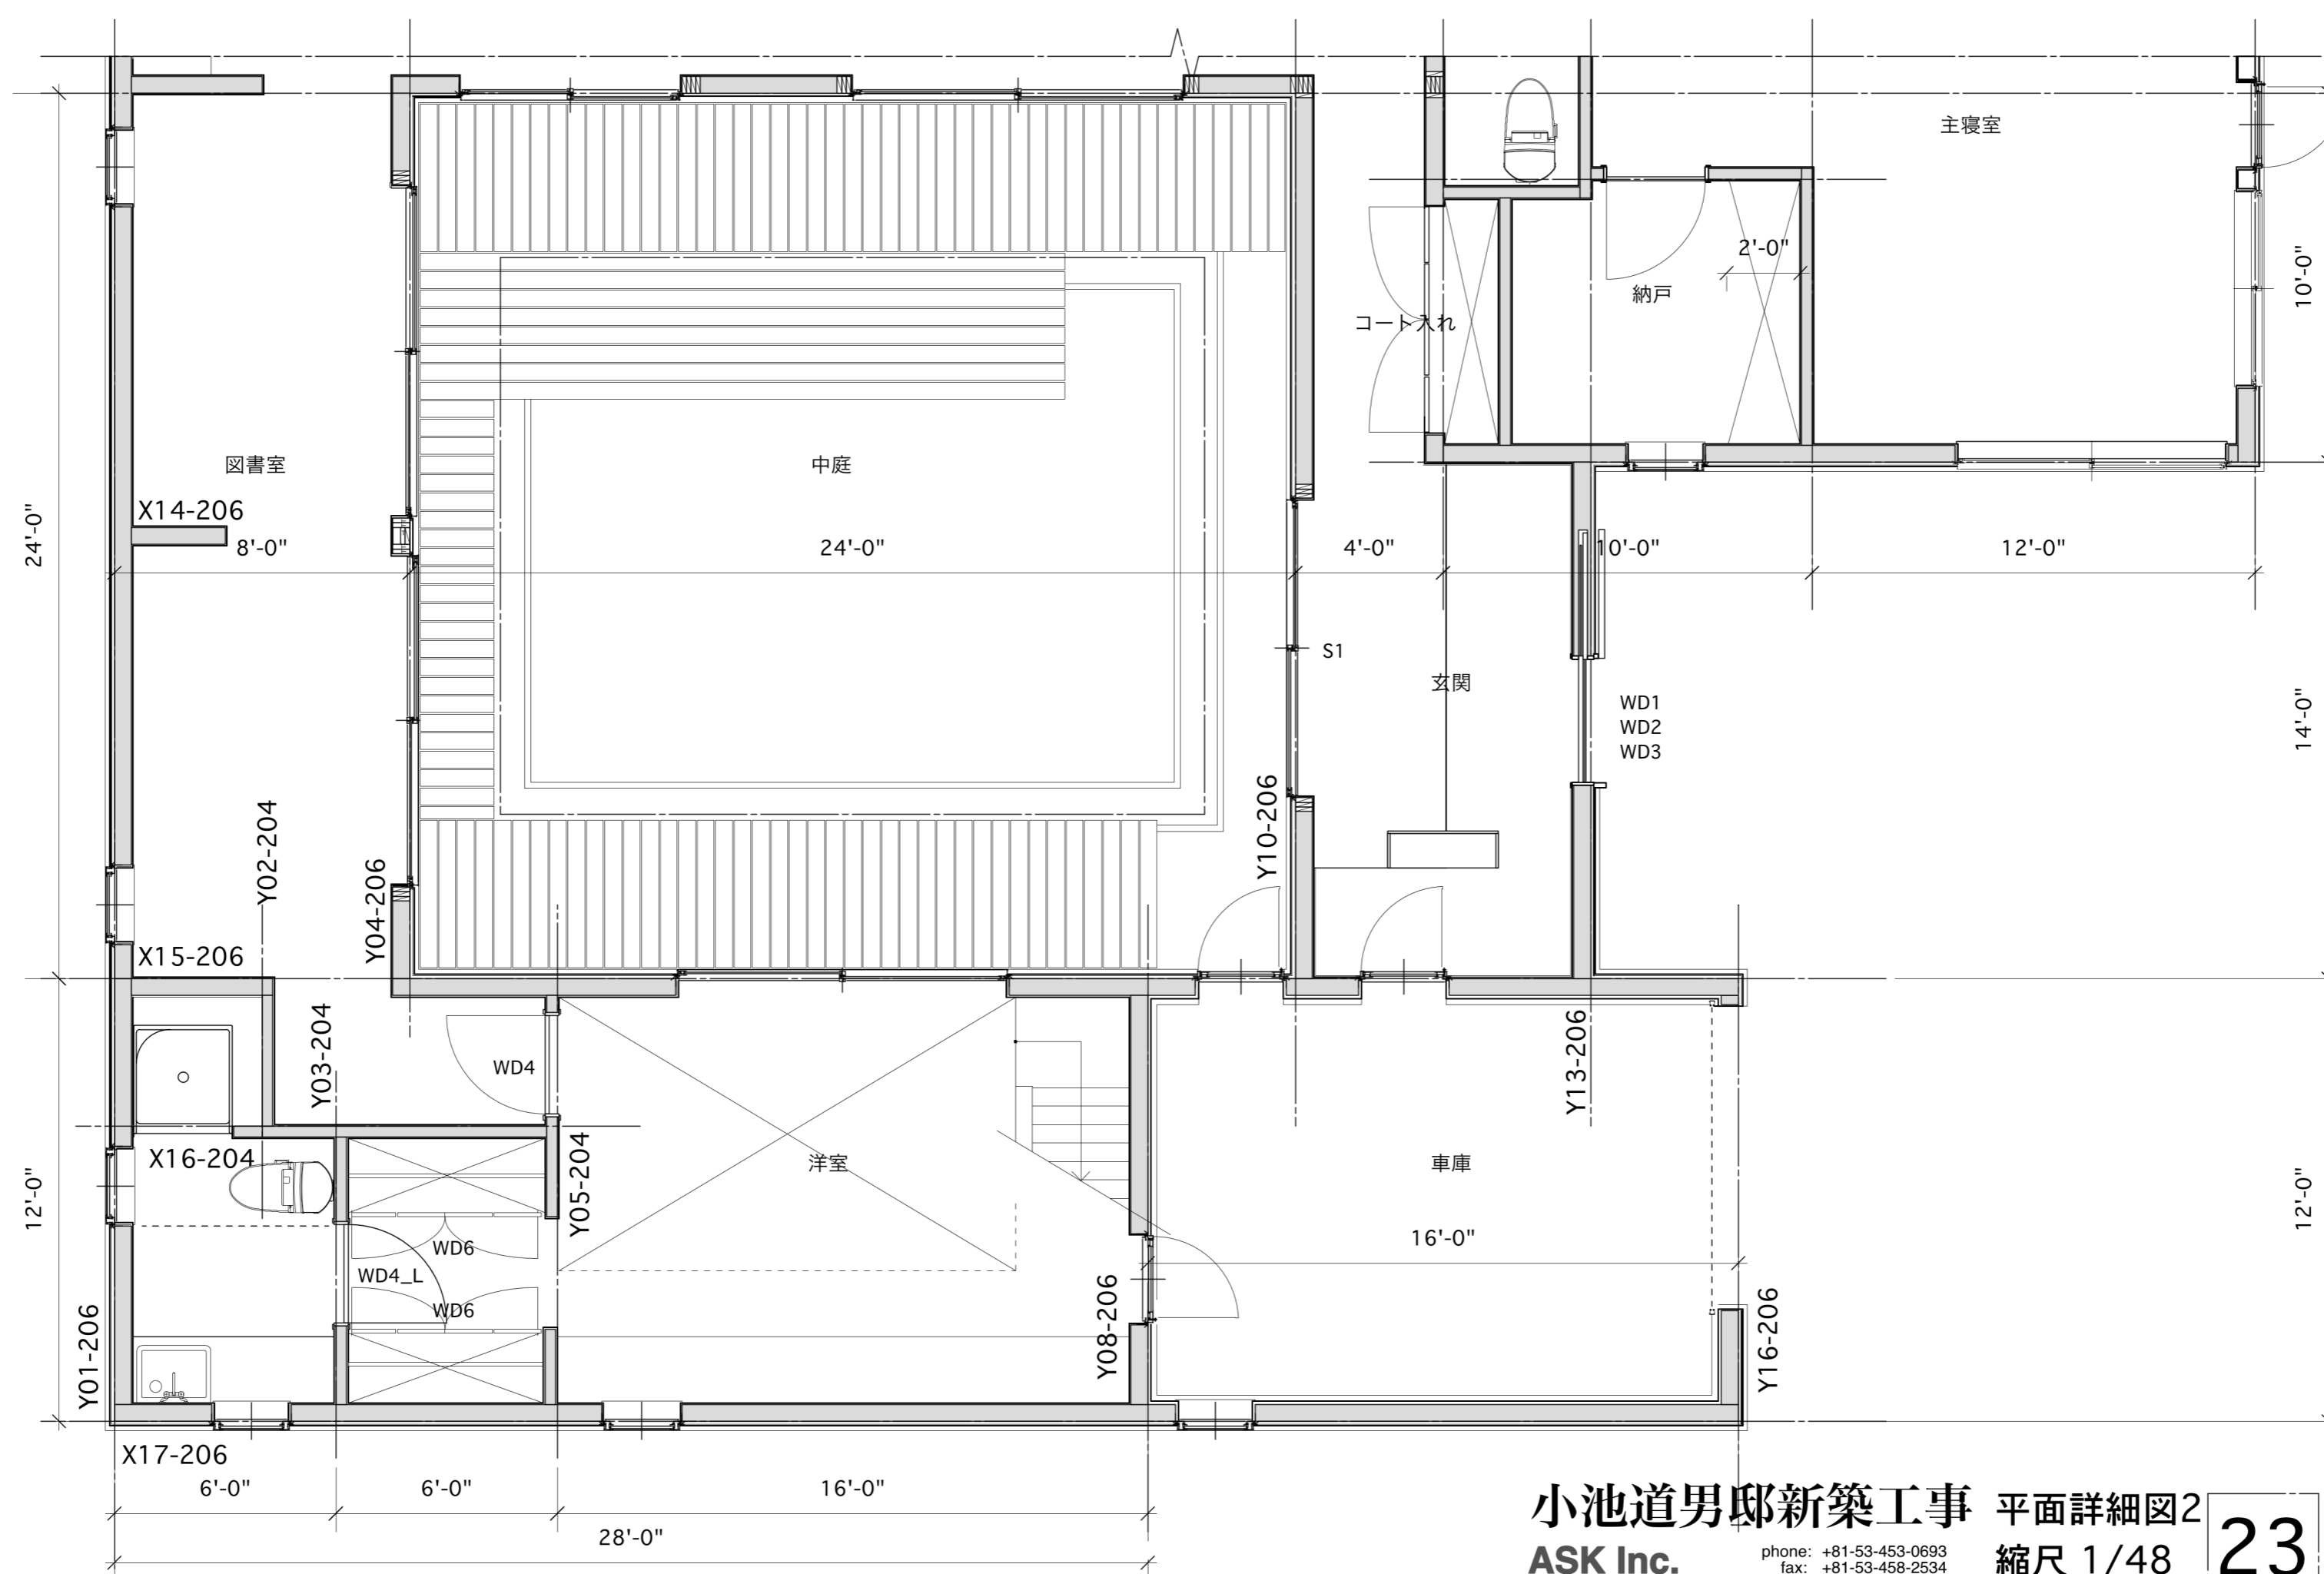 主寝室
2'-0"
納戸
コート入れ
10'-0"
図書室
中庭
X14-206
24'-0"
8'-0"
24'-0"
4'-0"
10'-0"
12'-0"
S1
玄関
WD1
WD2
WD3
14'-0"
Y02-204
Y04-206
Y10-206
X15-206
Y03-204
WD4
Y13-206
X16-204
Y05-204
洋室
車庫
12'-0"
12'-0"
WD6
WD4_L
WD6
16'-0"
Y01-206
Y08-206
Y16-206
X17-206
6'-0"
6'-0"
16'-0"
28'-0"
小池道男邸新築工事
平面詳細図2
23
ASK Inc.
phone: +81-53-453-0693
fax: +81-53-458-2534
縮尺 1/48